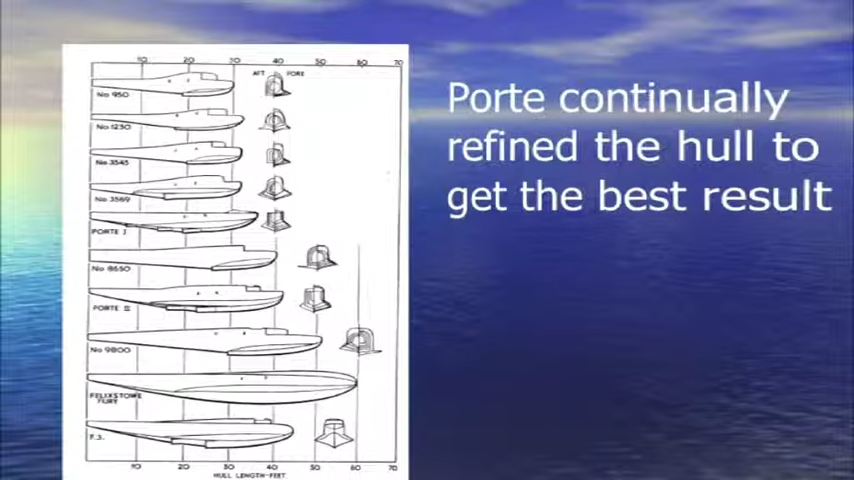 10 20 30 40 50 60 70
AFT FORE
No 950
No 1230
No 3545
No 3569
PORTE I
No 8650
PORTE II
No 9800
FELIXSTOWE
FURY
F.3.
10 20 30 40 50 60 70
HULL LENGTH-FEET
Porte continually
refined the hull to
get the best result